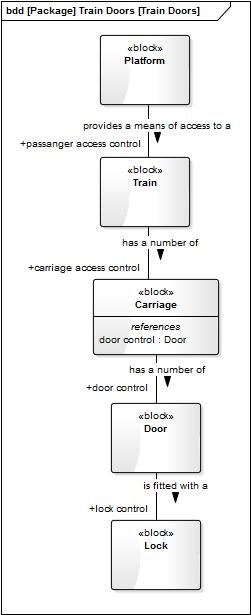 bdd [Package] Train Doors [Train Doors]
«block»
Platform
provides a means of access to a
+passanger access control
«block»
Train
has a number of
+carriage access control
«block»
Carriage
references
door control : Door
has a number of
+door control
«block»
Door
is fitted with a
+lock control
«block»
Lock